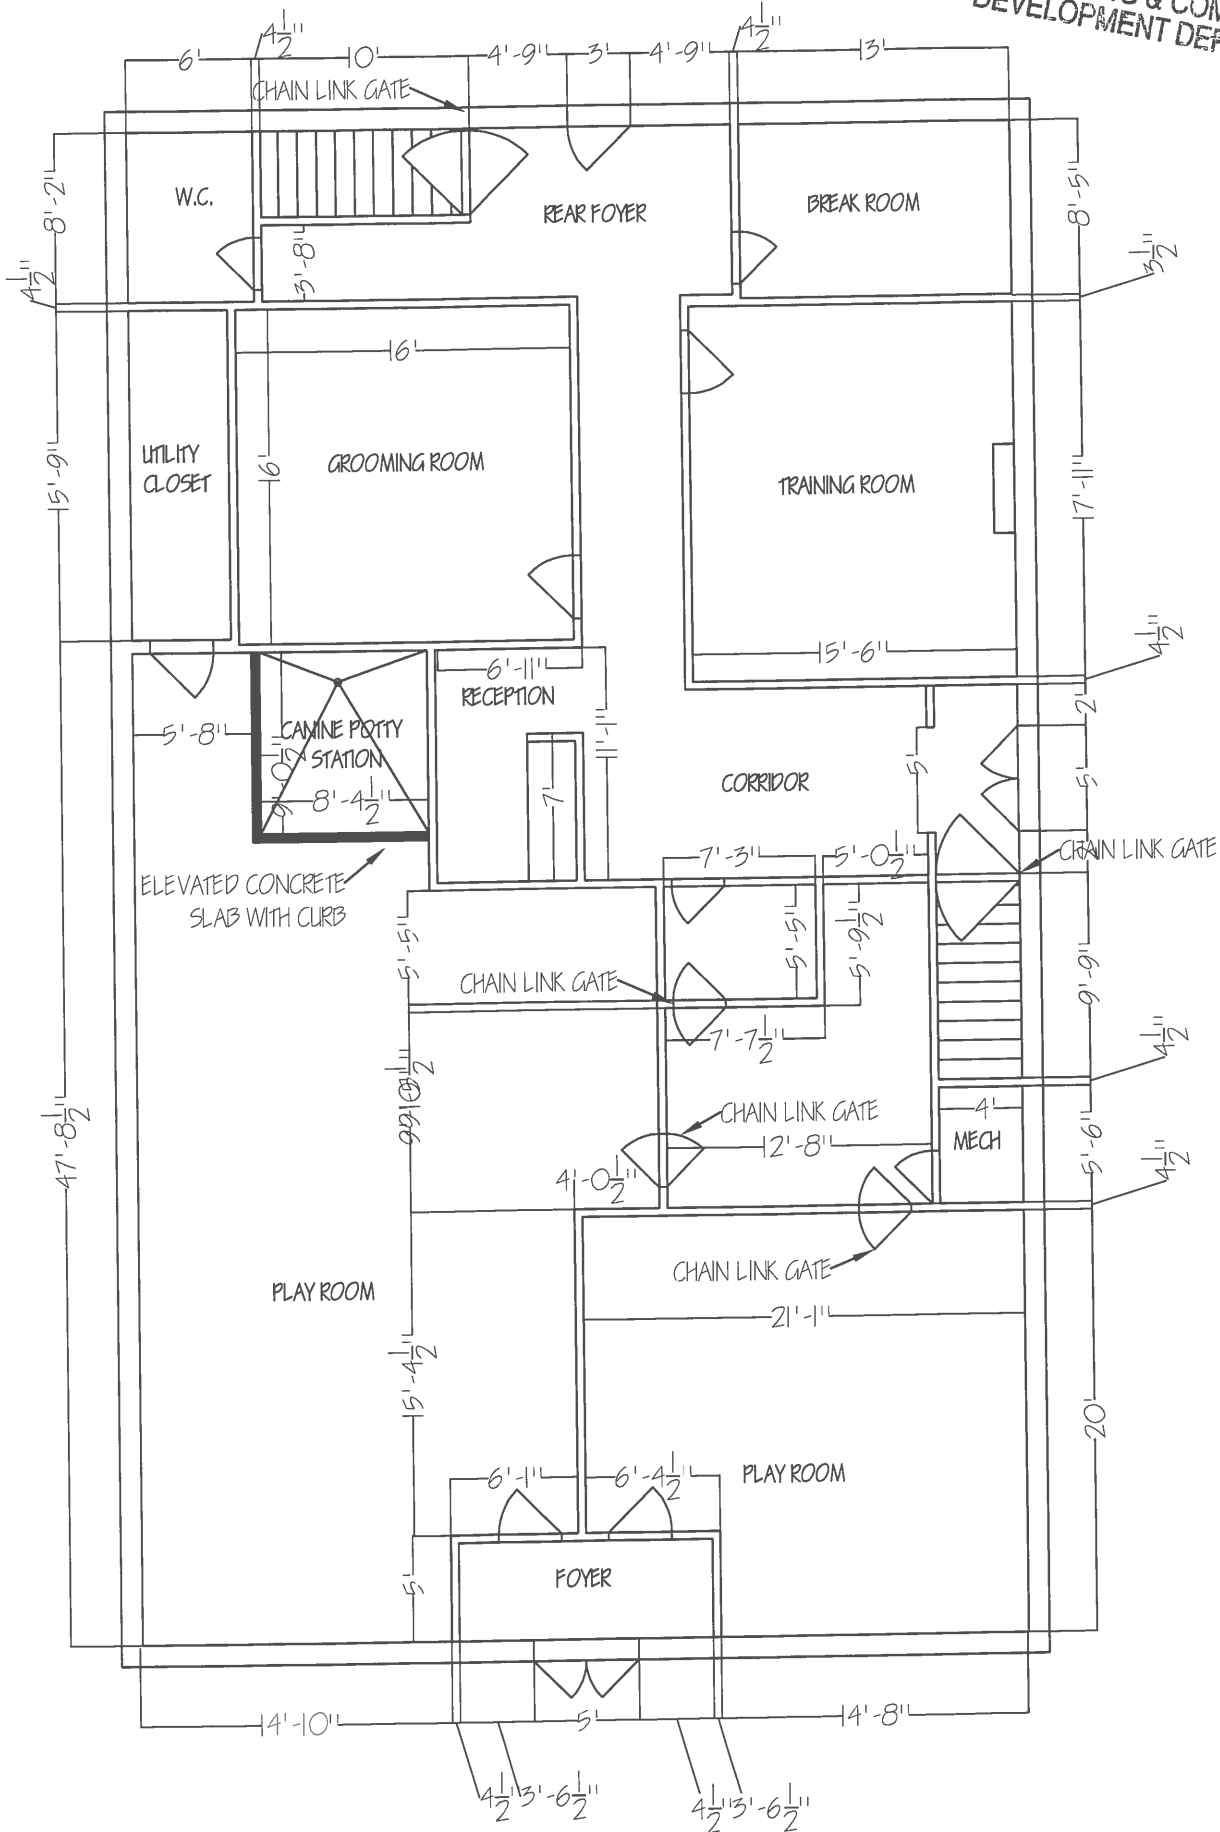 & COM
DEVELOPMENT DEP
4 1/2"
4 1/2"
6'
10'
4'-9"
3'
4'-9"
13'
CHAIN LINK GATE
8'-2"
W.C.
REAR FOYER
BREAK ROOM
8'-5"
3'-8"
4 1/2"
3 1/2"
16'
UTILITY
CLOSET
16'
GROOMING ROOM
TRAINING ROOM
15'-9"
17'-11"
15'-6"
4 1/2"
6'-11"
RECEPTION
2'
5'-8"
CANINE POTTY
STATION
9'-0 1/2"
8'-4 1/2"
11'-1"
7'
CORRIDOR
5'
5'
7'-3"
5'-0 1/2"
CHAIN LINK GATE
2'
ELEVATED CONCRETE
SLAB WITH CURB
5'-5"
5'-5"
5'-9 1/2"
CHAIN LINK GATE
9'-9"
7'-7 1/2"
4 1/2"
47'-8 1/2"
CHAIN LINK GATE
4'
12'-8"
MECH
5'-6"
4 1/2"
4'-0 1/2"
CHAIN LINK GATE
PLAY ROOM
21'-1"
15'-4 1/2"
20'
6'-1"
6'-4 1/2"
PLAY ROOM
5'
FOYER
14'-10"
5'
14'-8"
4 1/2"
3'-6 1/2"
4 1/2"
3'-6 1/2"